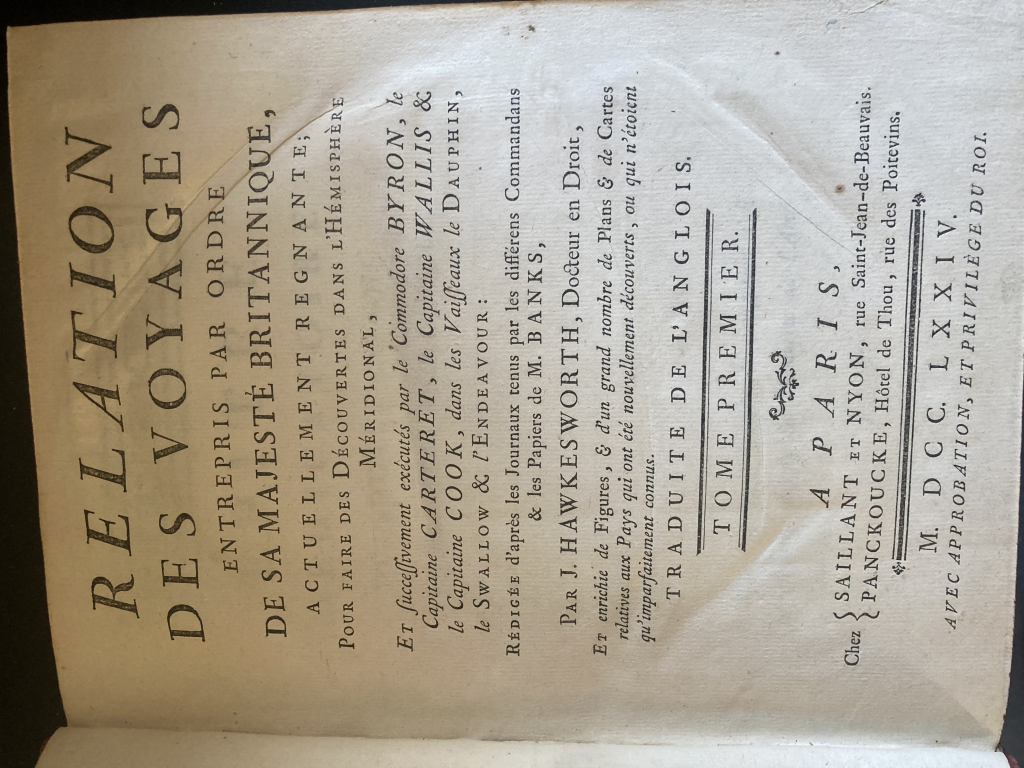 RELATION
DES VOYAGES
ENTREPRIS PAR ORDRE
DE SA MAJESTÉ BRITANNIQUE,
ACTUELLEMENT REGNANTE;
POUR FAIRE DES DÉCOUVERTES DANS L'HÉMISPHÈRE
MÉRIDIONAL,
ET ſucceſſivement exécutés par le Commodore BYRON, le
Capitaine CARTERET, le Capitaine WALLIS &
le Capitaine COOK, dans les Vaiſſeaux le DAUPHIN,
le SWALLOW & l'ENDEAVOUR:
RÉDIGÉE d'après les Journaux tenus par les différens Commandans
& les Papiers de M. BANKS,
PAR J. HAWKESWORTH, Docteur en Droit,
ET enrichie de Figures, & d'un grand nombre de Plans & de Cartes
relatives aux Pays qui ont été nouvellement découverts, ou qui n'étoient
qu'imparfaitement connus.
TRADUITE DE L'ANGLOIS.
TOME PREMIER.
A PARIS,
Chez { SAILLANT ET NYON, rue Saint-Jean-de-Beauvais.
{ PANCKOUCKE, Hôtel de Thou, rue des Poitevins.
M. DCC. LXXIV.
AVEC APPROBATION, ET PRIVILÈGE DU ROI.